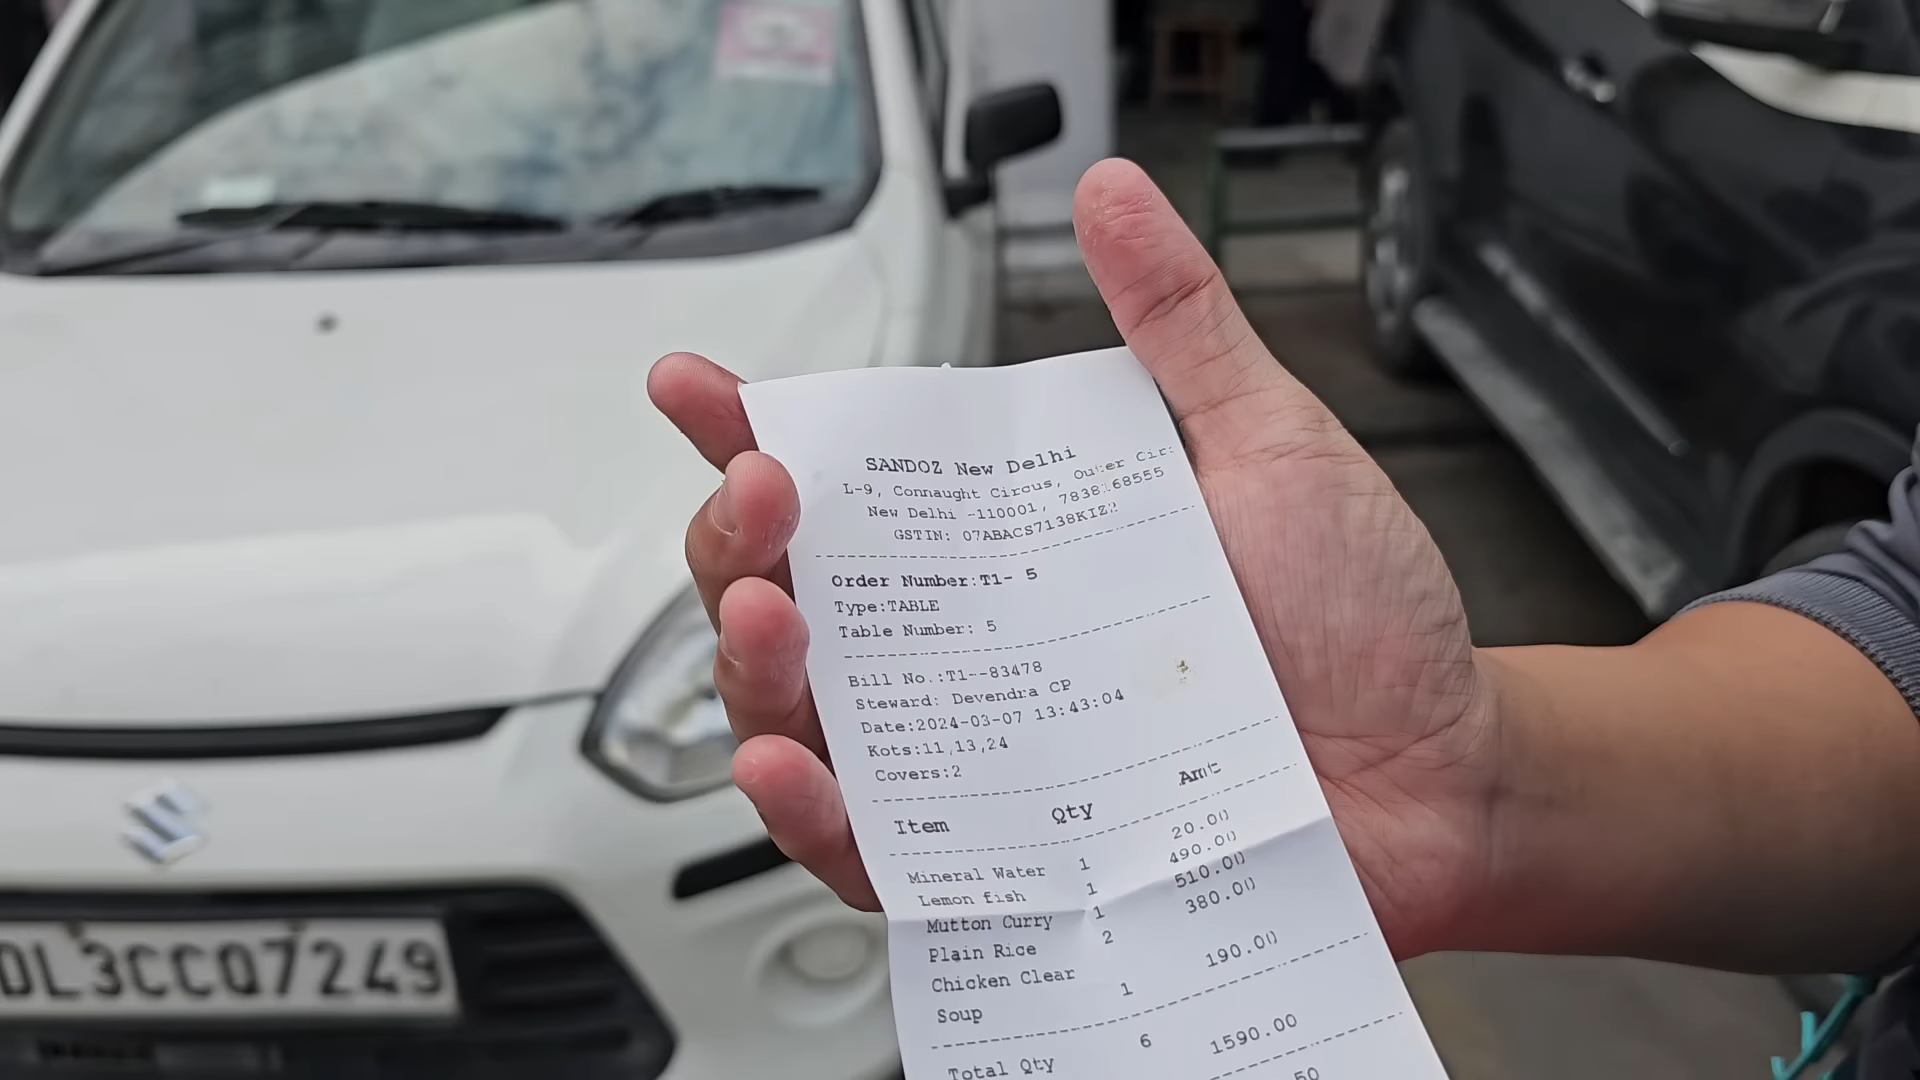 SANDOZ New Delhi
L-9, Connaught Circus, Outer Cir
New Delhi -110001,
GSTIN:
Order Number:T1- 5
Type:TABLE
Table Number: 5
Bill No.:T1--83478
Steward: Devendra CP
Date:2024-03-07 13:43:04
Kots:11,13,24
Covers:2
Item Qty Amt
Mineral Water 1 20.00
Lemon fish 1 490.00
Mutton Curry 1 510.00
Plain Rice 2 380.00
Chicken Clear 190.00
Soup 1
Total Qty 6 1590.00
50
DL3CCQ7249